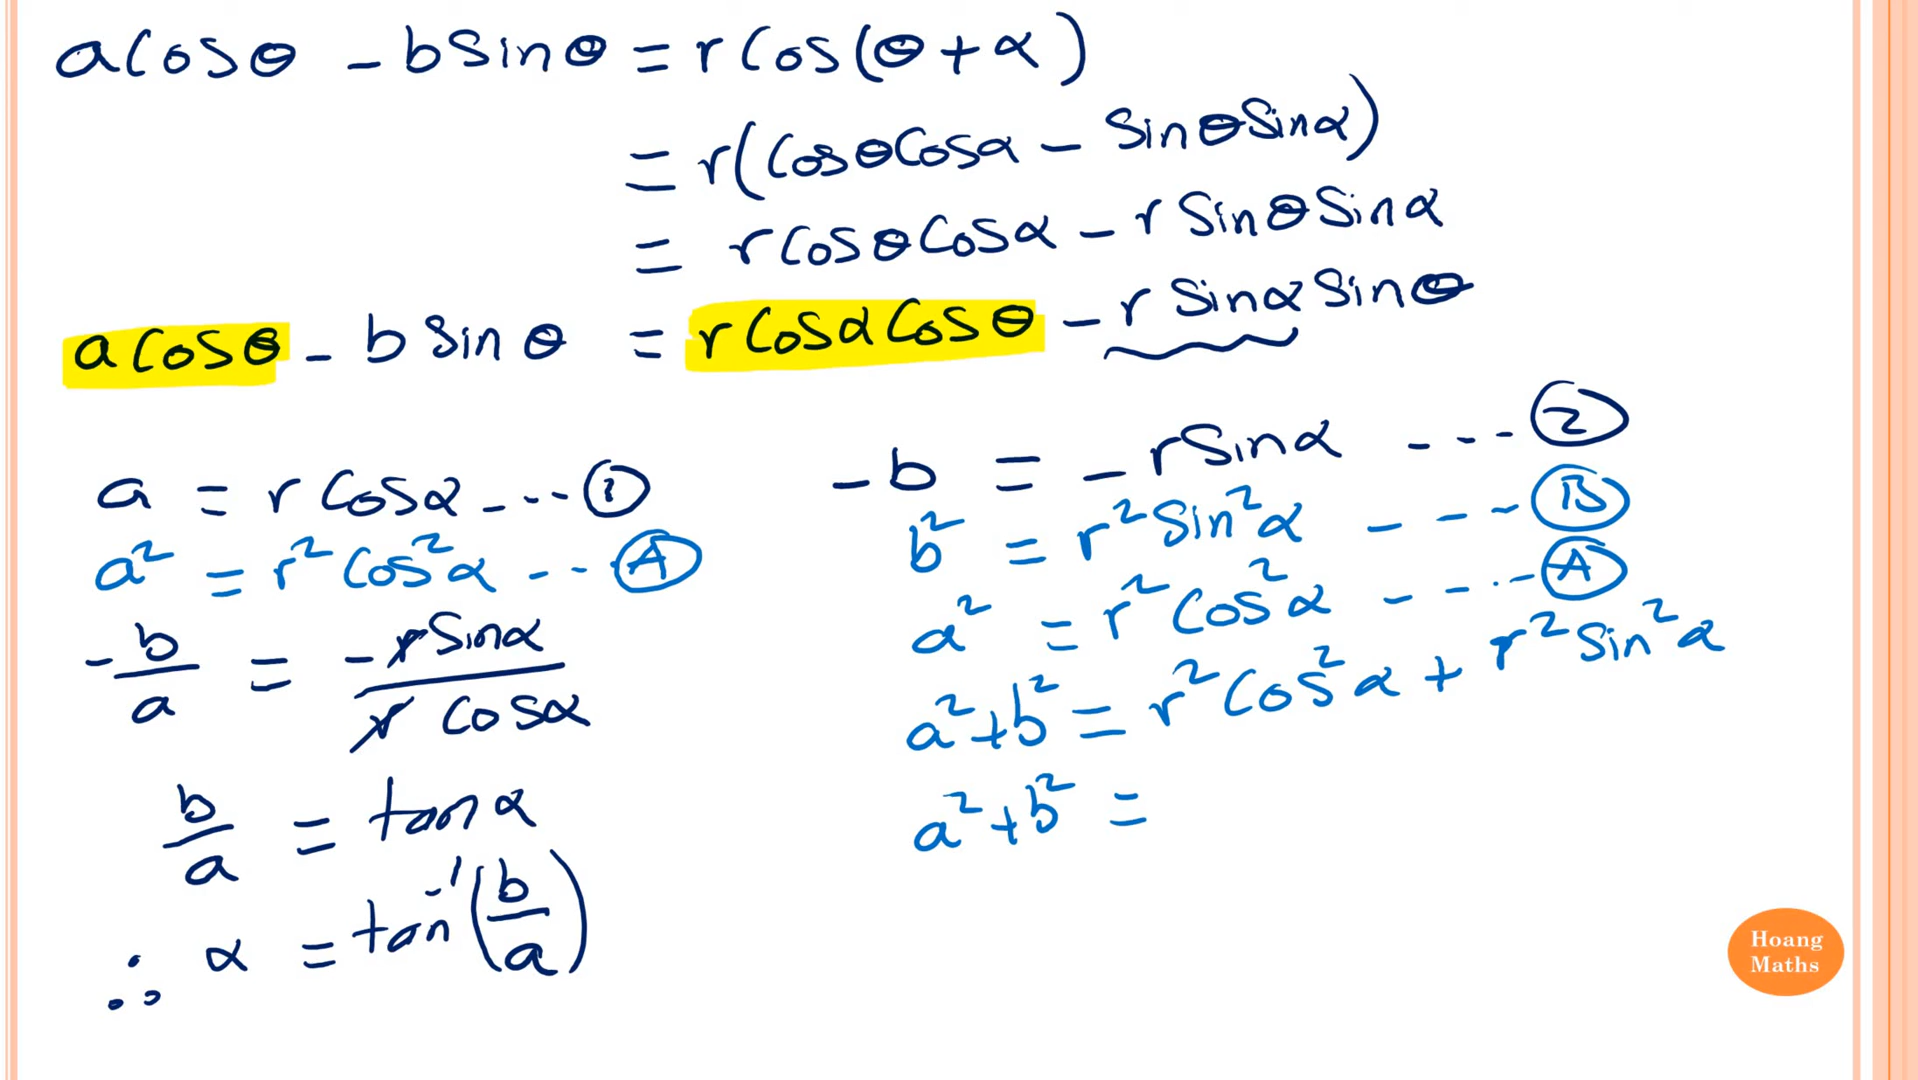 acosθ - bsinθ = rcos(θ+α)
= r(cosθcosα - sinθsinα)
= rcosθcosα - rsinθsinα
acosθ - bsinθ = rcosαcosθ - rsinαsinθ
a = rcosα ---①
a² = r²cos²α --Ⓐ
-b/a = -rsinα/rcosα
b/a = tanα
∴ α = tan⁻¹(b/a)
-b = -rsinα ---②
b² = r²sin²α ---Ⓑ
a² = r²cos²α ----Ⓐ
a²+b² = r²cos²α + r²sin²α
a²+b² =
Hoang
Maths